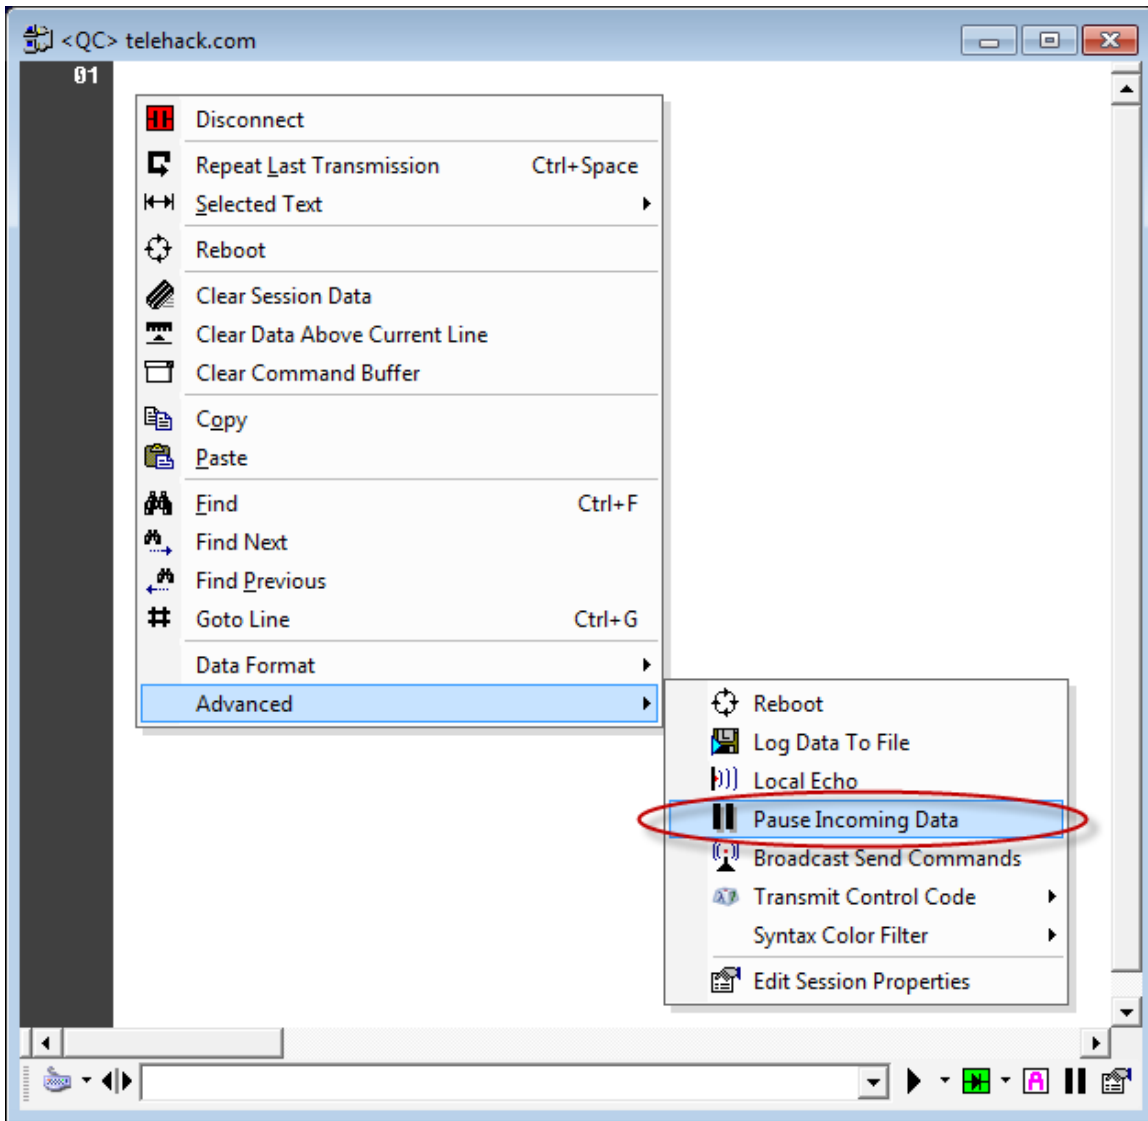 <QC> telehack.com
01
Disconnect
Repeat Last Transmission Ctrl+Space
Selected Text
Reboot
Clear Session Data
Clear Data Above Current Line
Clear Command Buffer
Copy
Paste
Find Ctrl+F
Find Next
Find Previous
Goto Line Ctrl+G
Data Format
Advanced
Reboot
Log Data To File
Local Echo
Pause Incoming Data
Broadcast Send Commands
Transmit Control Code
Syntax Color Filter
Edit Session Properties
A